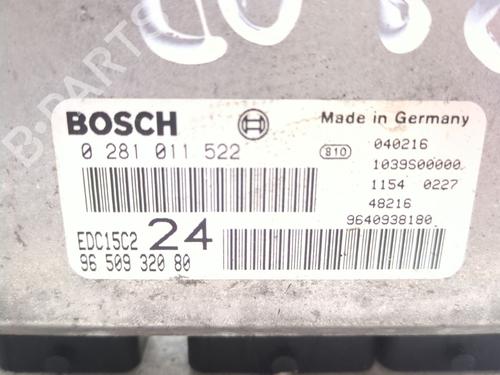 B-PARTS
BOSCH
Made in Germany
0 281 011 522
810
040216
1039S00000
1154 0227
48216
9640938180
EDC15C2 24
96 509 320 80